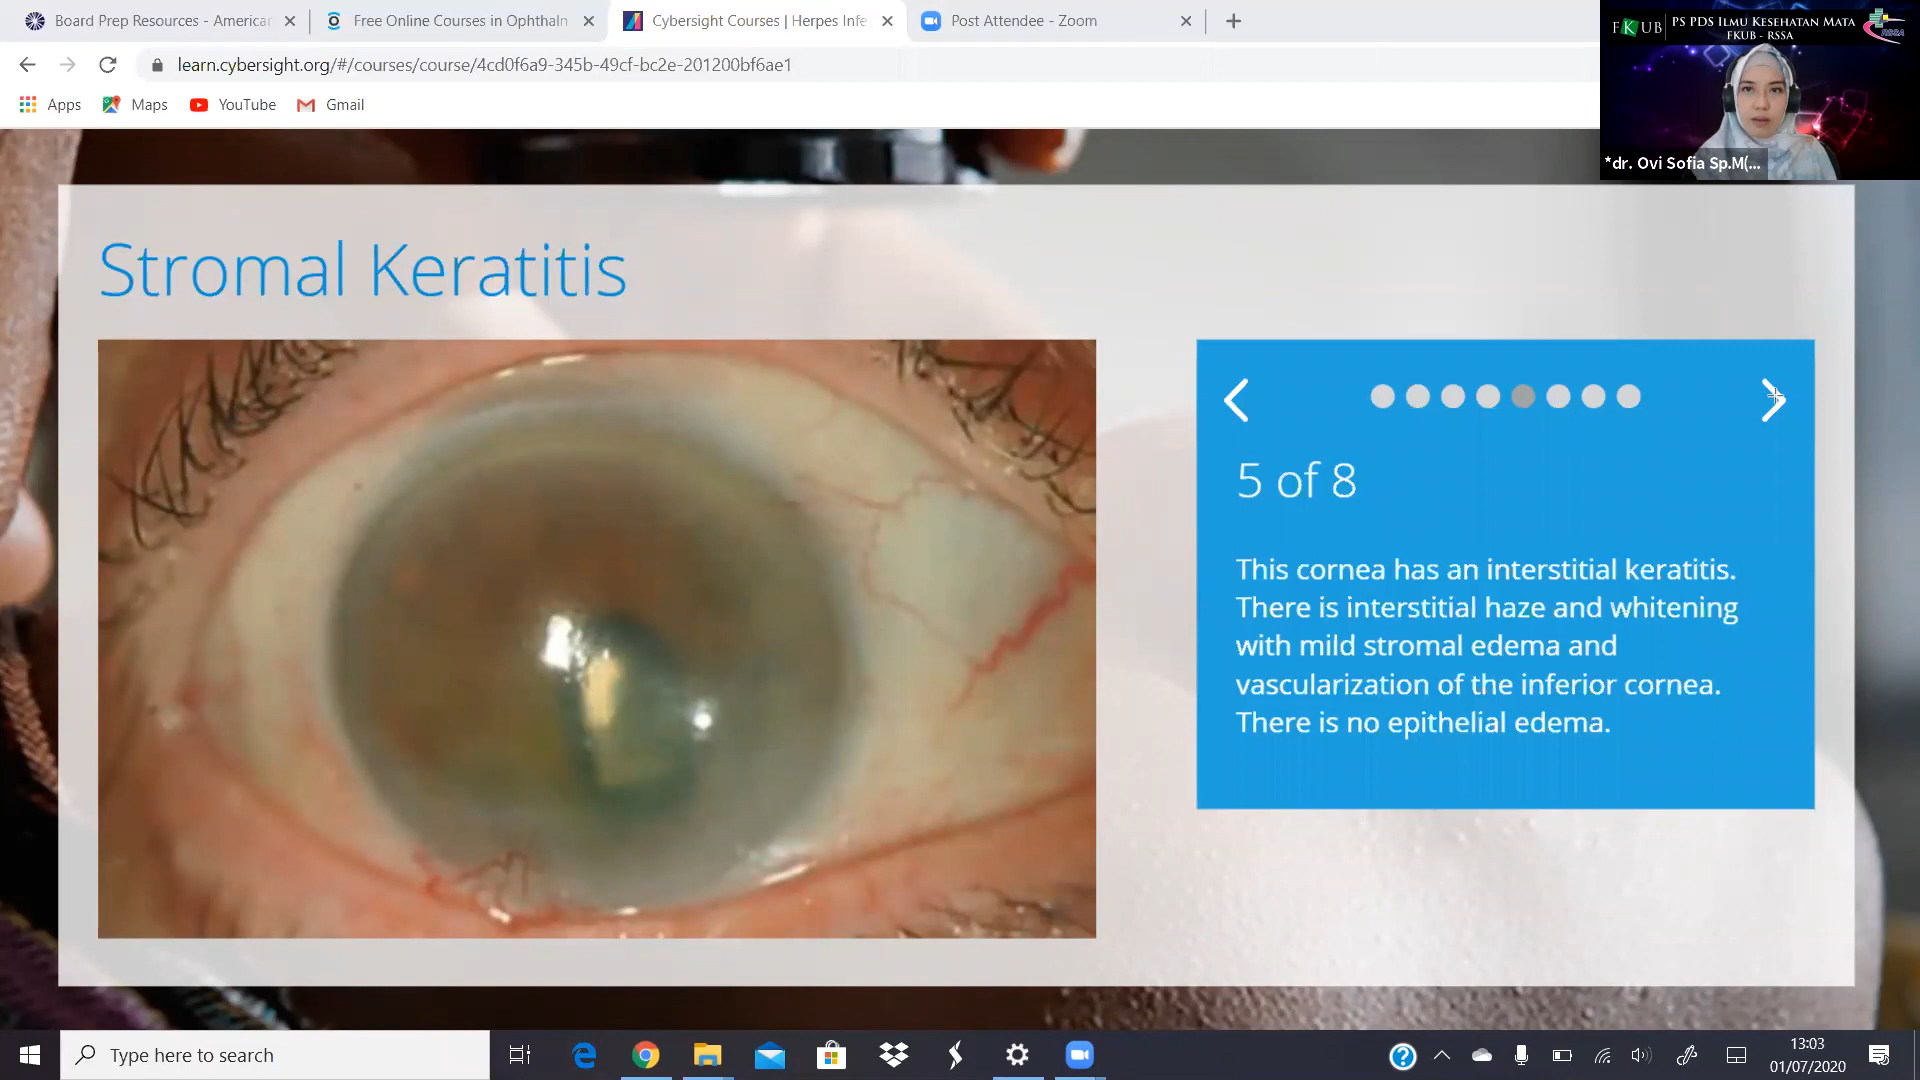 Board Prep Resources - American
Free Online Courses in Ophthaln
Cybersight Courses | Herpes Infe
Post Attendee - Zoom
learn.cybersight.org/#/courses/course/4cd0f6a9-345b-49cf-bc2e-201200bf6ae1
Apps
Maps
YouTube
Gmail
FKUB
PS PDS Ilmu Kesehatan Mata
FKUB - RSSA
RSSA
*dr. Ovi Sofia Sp.M(...
Stromal Keratitis
5 of 8
This cornea has an interstitial keratitis.
There is interstitial haze and whitening
with mild stromal edema and
vascularization of the inferior cornea.
There is no epithelial edema.
Type here to search
13:03
01/07/2020